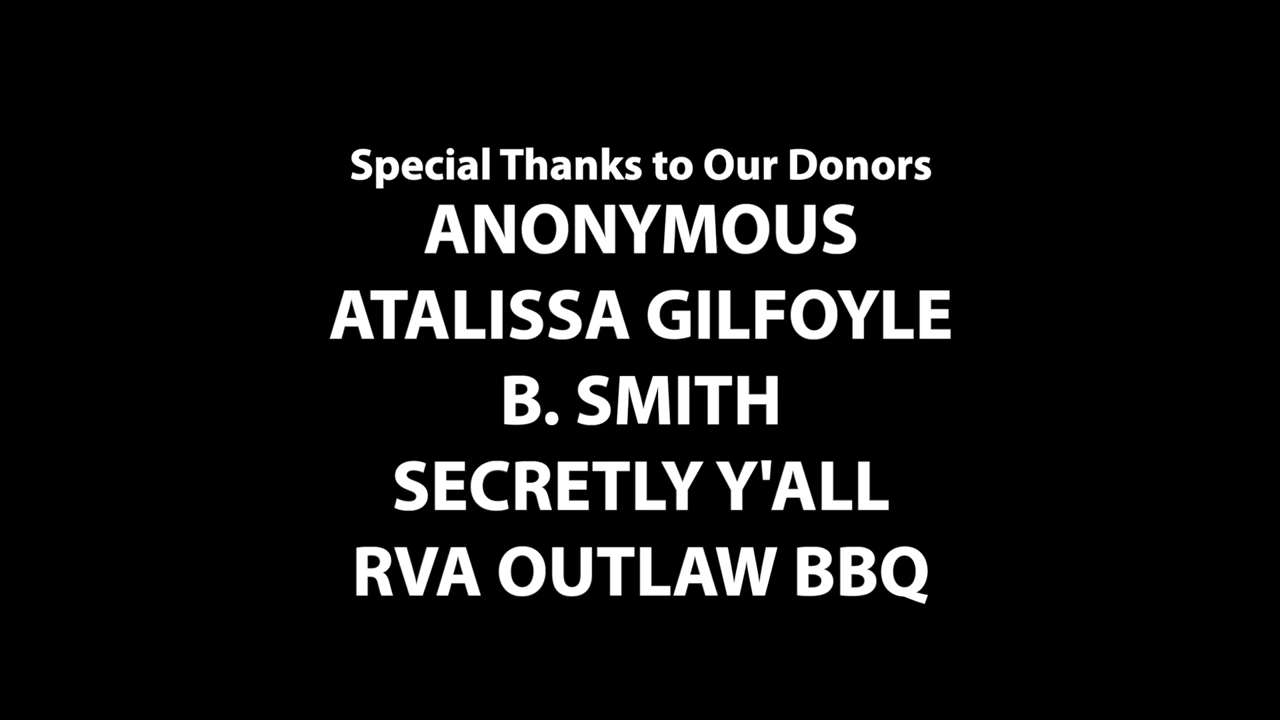 Special Thanks to Our Donors
ANONYMOUS
ATALISSA GILFOYLE
B. SMITH
SECRETLY Y'ALL
RVA OUTLAW BBQ